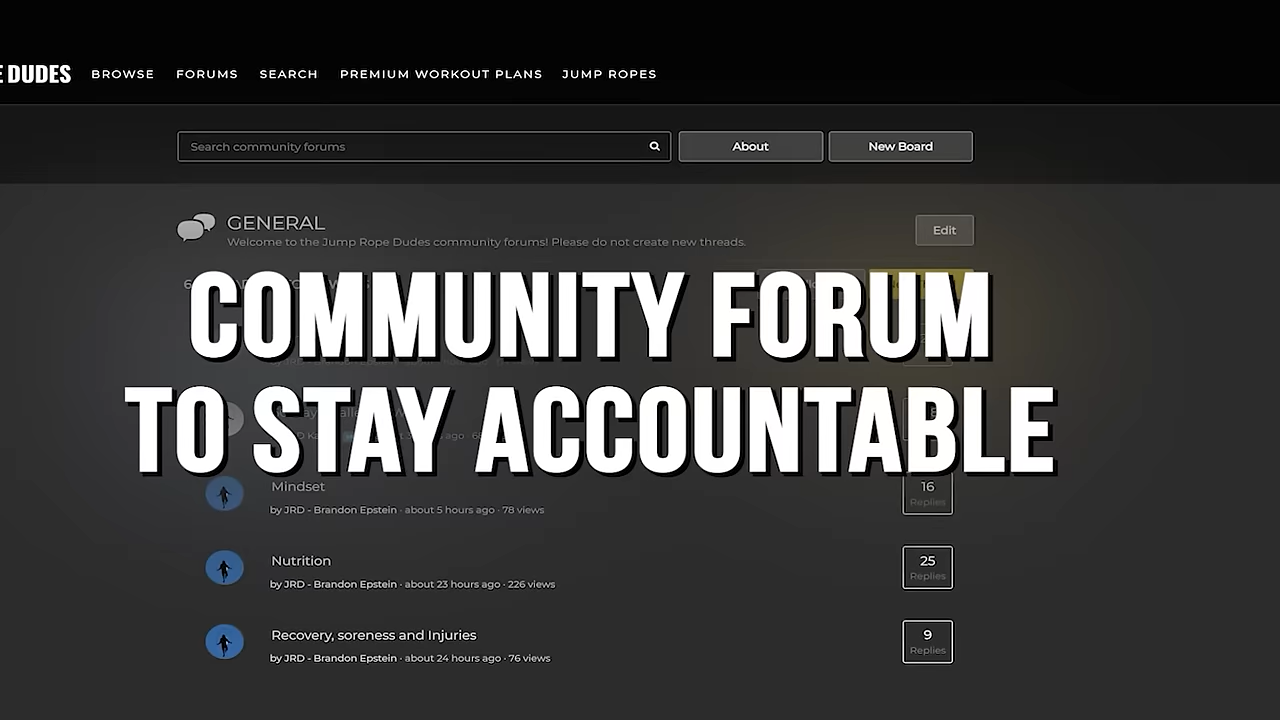 DUDES BROWSE FORUMS SEARCH PREMIUM WORKOUT PLANS JUMP ROPES
Search community forums About New Board
GENERAL
Welcome to the Jump Rope Dudes community forums! Please do not create new threads.
Edit
COMMUNITY FORUM
TO STAY ACCOUNTABLE
Mindset
by JRD - Brandon Epstein · about 5 hours ago · 78 views
16
Replies
Nutrition
by JRD - Brandon Epstein · about 23 hours ago · 226 views
25
Replies
Recovery, soreness and Injuries
by JRD - Brandon Epstein · about 24 hours ago · 76 views
9
Replies